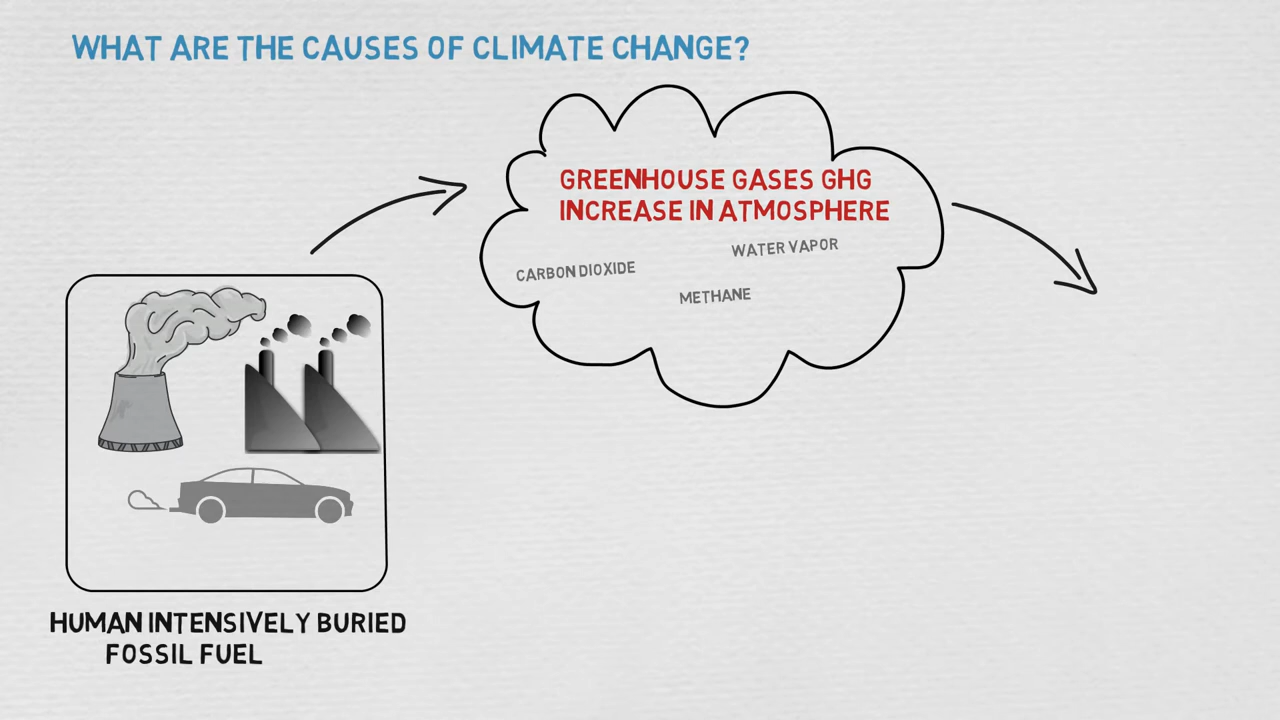 WHAT ARE THE CAUSES OF CLIMATE CHANGE?
GREENHOUSE GASES GHG
INCREASE IN ATMOSPHERE
WATER VAPOR
CARBON DIOXIDE
METHANE
HUMAN INTENSIVELY BURIED
FOSSIL FUEL